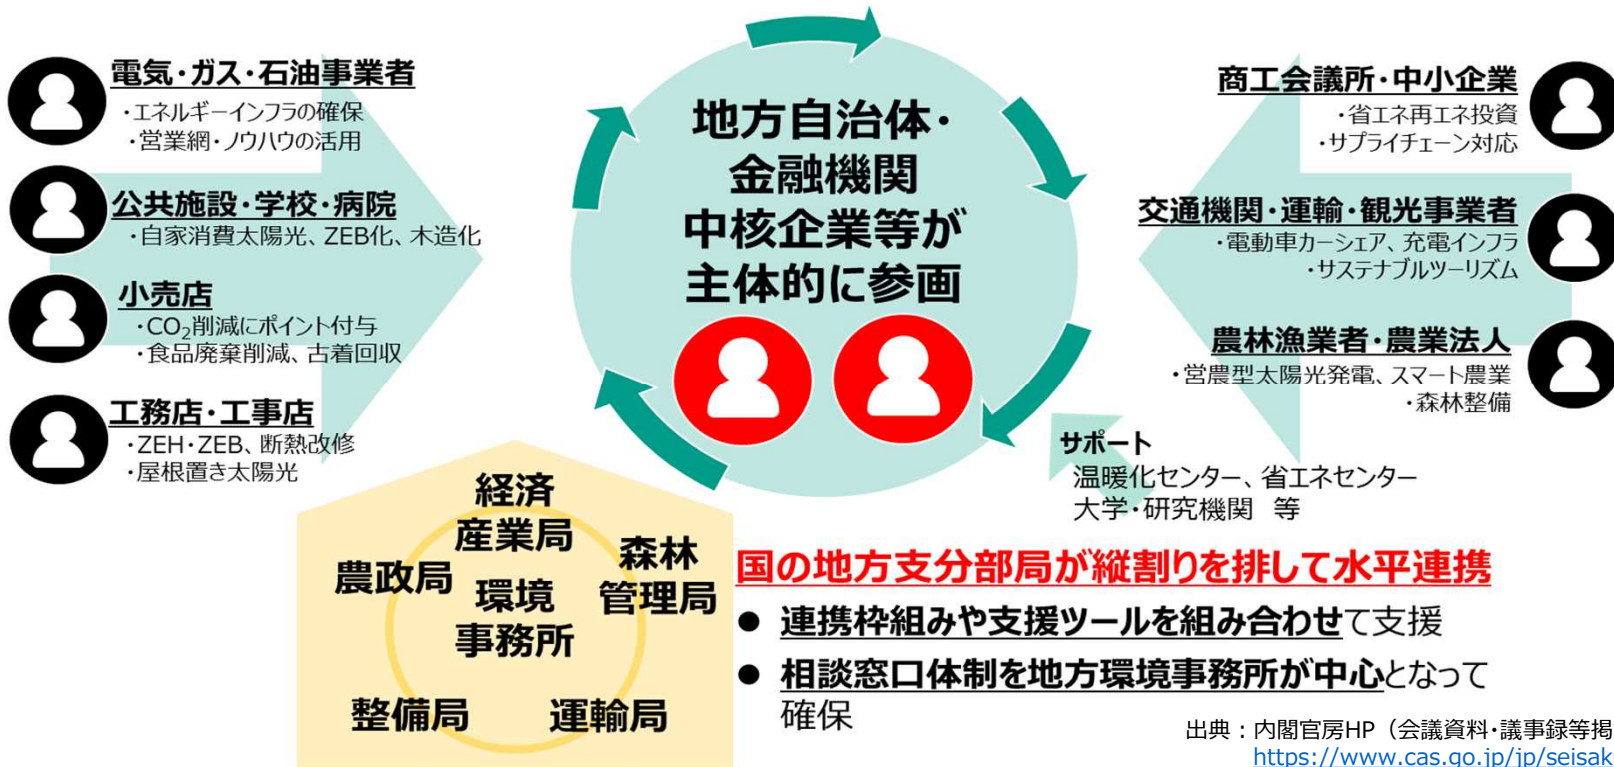 電気・ガス・石油事業者
・エネルギーインフラの確保
・営業網・ノウハウの活用
公共施設・学校・病院
・自家消費太陽光、ZEB化、木造化
小売店
・CO₂削減にポイント付与
・食品廃棄削減、古着回収
工務店・工事店
・ZEH・ZEB、断熱改修
・屋根置き太陽光
地方自治体・
金融機関
中核企業等が
主体的に参画
商工会議所・中小企業
・省エネ再エネ投資
・サプライチェーン対応
交通機関・運輸・観光事業者
・電動車カーシェア、充電インフラ
・サステナブルツーリズム
農林漁業者・農業法人
・営農型太陽光発電、スマート農業
・森林整備
サポート
温暖化センター、省エネセンター
大学・研究機関 等
経済
産業局
農政局
森林
管理局
環境
事務所
整備局
運輸局
国の地方支分部局が縦割りを排して水平連携
● 連携枠組みや支援ツールを組み合わせて支援
● 相談窓口体制を地方環境事務所が中心となって
確保
出典：内閣官房HP（会議資料・議事録等掲
https://www.cas.go.jp/jp/seisak